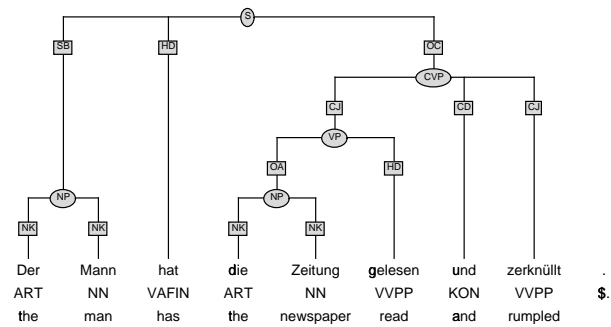 S
SB HD OC
CVP
CJ CD CJ
VP
OA HD
NP NP
NK NK NK NK
Der Mann hat die Zeitung gelesen und zerknüllt .
ART NN VAFIN ART NN VVPP KON VVPP $.
the man has the newspaper read and rumpled